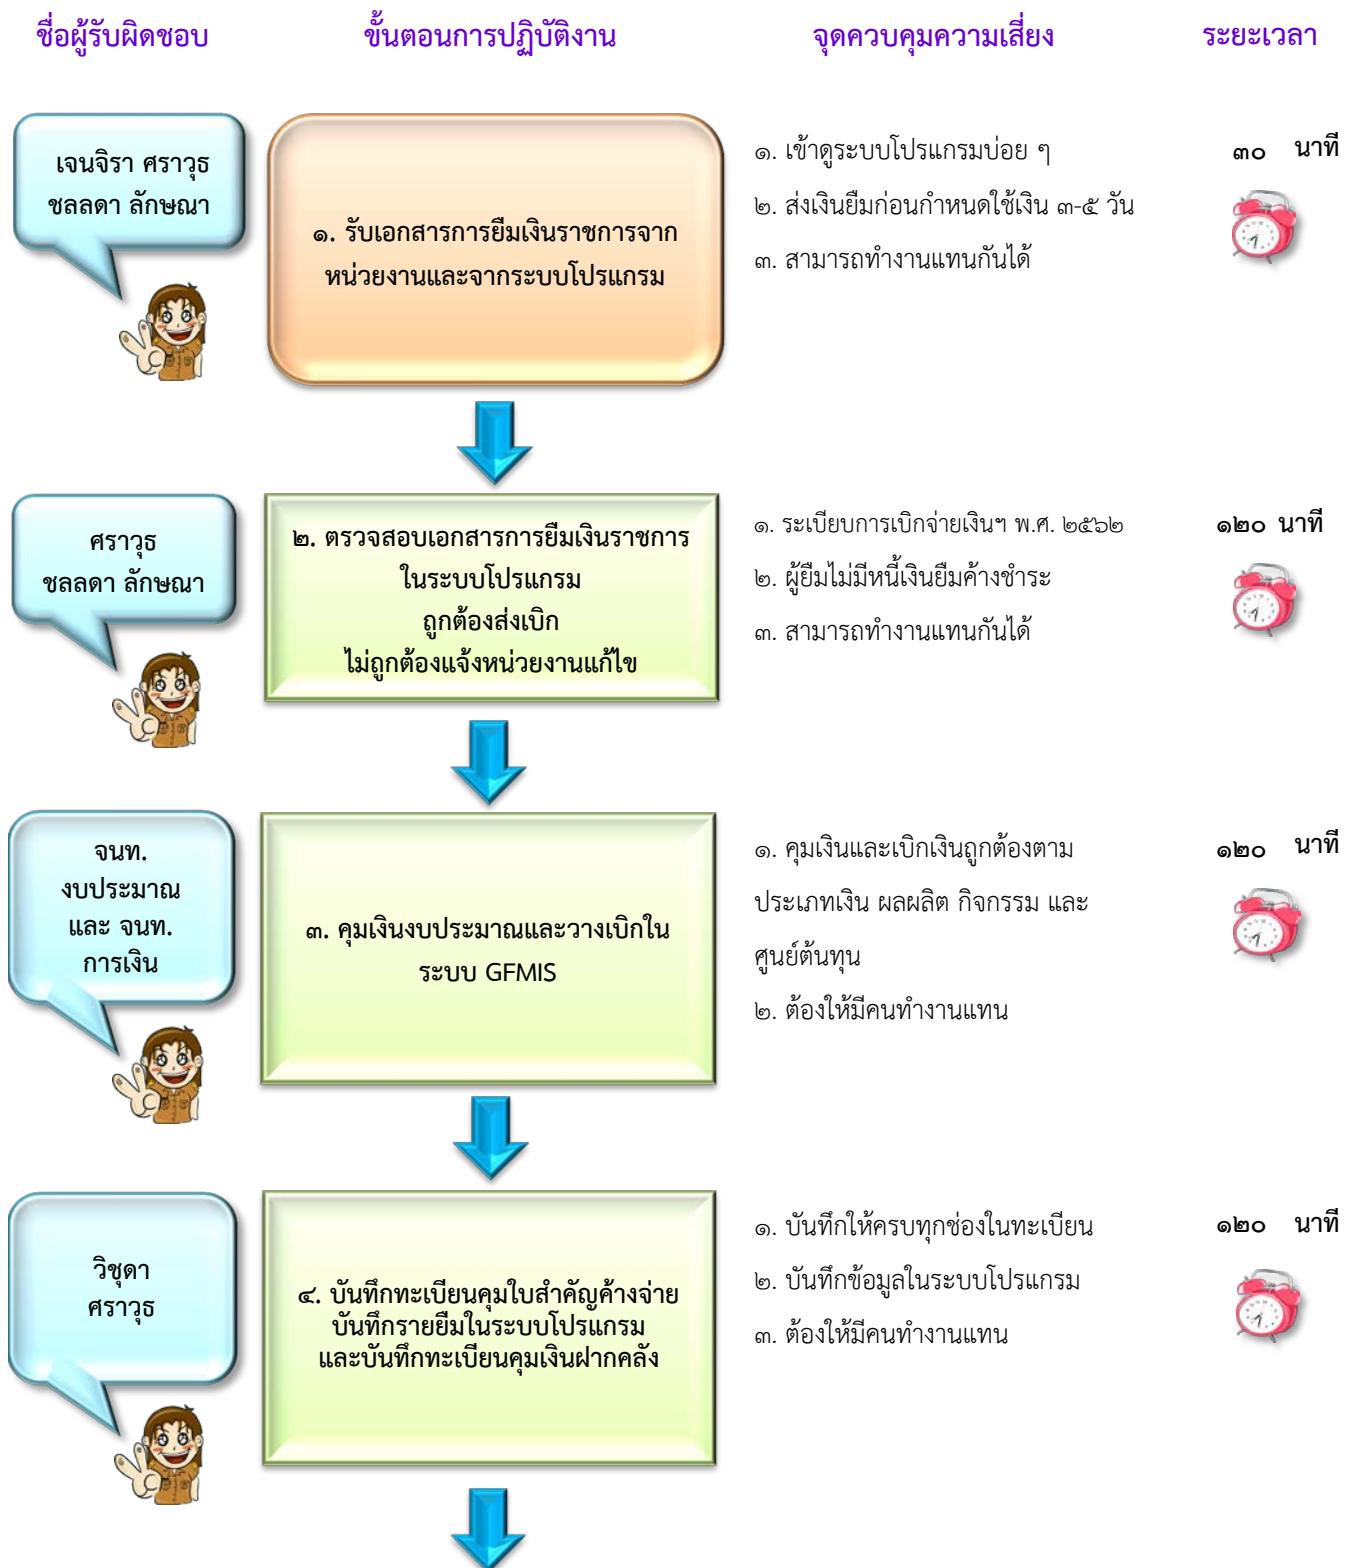 ชื่อผู้รับผิดชอบ
ขั้นตอนการปฏิบัติงาน
จุดควบคุมความเสี่ยง
ระยะเวลา
เจนจิรา ศราวุธ
ชลลดา ลักษณา
๑. รับเอกสารการยืมเงินราชการจาก
หน่วยงานและจากระบบโปรแกรม
๑. เข้าดูระบบโปรแกรมบ่อย ๆ
๒. ส่งเงินยืมก่อนกำหนดใช้เงิน ๓-๕ วัน
๓. สามารถทำงานแทนกันได้
๓๐ นาที
ศราวุธ
ชลลดา ลักษณา
๒. ตรวจสอบเอกสารการยืมเงินราชการ
ในระบบโปรแกรม
ถูกต้องส่งเบิก
ไม่ถูกต้องแจ้งหน่วยงานแก้ไข
๑. ระเบียบการเบิกจ่ายเงินฯ พ.ศ. ๒๕๖๒
๒. ผู้ยืมไม่มีหนี้เงินยืมค้างชำระ
๓. สามารถทำงานแทนกันได้
๑๒๐ นาที
จนท.
งบประมาณ
และ จนท.
การเงิน
๓. คุมเงินงบประมาณและวางเบิกใน
ระบบ GFMIS
๑. คุมเงินและเบิกเงินถูกต้องตาม
ประเภทเงิน ผลผลิต กิจกรรม และ
ศูนย์ต้นทุน
๒. ต้องให้มีคนทำงานแทน
๑๒๐ นาที
วิชุดา
ศราวุธ
๔. บันทึกทะเบียนคุมใบสำคัญค้างจ่าย
บันทึกรายยืมในระบบโปรแกรม
และบันทึกทะเบียนคุมเงินฝากคลัง
๑. บันทึกให้ครบทุกช่องในทะเบียน
๒. บันทึกข้อมูลในระบบโปรแกรม
๓. ต้องให้มีคนทำงานแทน
๑๒๐ นาที